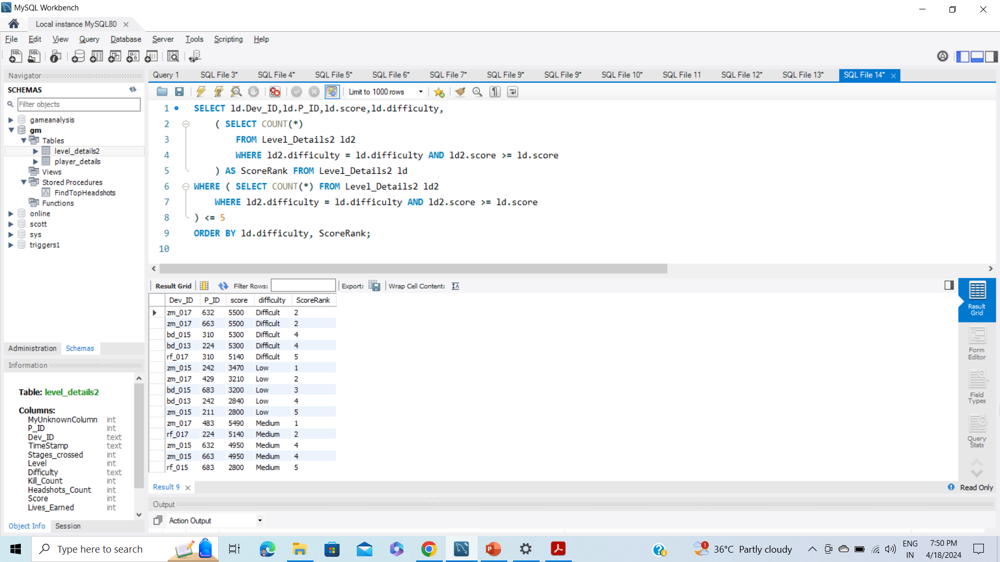 MySQL Workbench
Local instance MySQL80
File Edit View Query Database Server Tools Scripting Help
Navigator
Query 1 SQL File 3* SQL File 4* SQL File 5* SQL File 6* SQL File 7* SQL File 9* SQL File 9* SQL File 10* SQL File 11 SQL File 12* SQL File 13* SQL File 14*
SCHEMAS
Filter objects
gameanalysis
gm
Tables
level_details2
player_details
Views
Stored Procedures
FindTopHeadshots
Functions
online
scott
sys
triggers1
Administration Schemas
Information
Table: level_details2
Columns:
MyUnknownColumn int
P_ID int
Dev_ID text
TimeStamp text
Stages_crossed int
Level int
Difficulty text
Kill_Count int
Headshots_Count int
Score int
Lives_Earned int
Object Info Session
Limit to 1000 rows
1 SELECT ld.Dev_ID,ld.P_ID,ld.score,ld.difficulty,
2 ( SELECT COUNT(*)
3 FROM Level_Details2 ld2
4 WHERE ld2.difficulty = ld.difficulty AND ld2.score >= ld.score
5 ) AS ScoreRank FROM Level_Details2 ld
6 WHERE ( SELECT COUNT(*) FROM Level_Details2 ld2
7 WHERE ld2.difficulty = ld.difficulty AND ld2.score >= ld.score
8 ) <= 5
9 ORDER BY ld.difficulty, ScoreRank;
10
Result Grid Filter Rows: Export: Wrap Cell Content:
Dev_ID P_ID score difficulty ScoreRank
zm_017 632 5500 Difficult 2
zm_017 663 5500 Difficult 2
bd_015 310 5300 Difficult 4
bd_013 224 5300 Difficult 4
rf_017 310 5140 Difficult 5
zm_015 242 3470 Low 1
zm_017 429 3210 Low 2
bd_015 683 3200 Low 3
bd_013 242 2840 Low 4
zm_015 211 2800 Low 5
zm_017 483 5490 Medium 1
rf_017 224 5140 Medium 2
zm_015 632 4950 Medium 4
zm_015 663 4950 Medium 4
rf_015 683 2800 Medium 5
Result
Grid
Form
Editor
Field
Types
Query
Stats
Result 9
Read Only
Output
Action Output
Type here to search
1
36°C Partly cloudy
ENG
IN
7:50 PM
4/18/2024